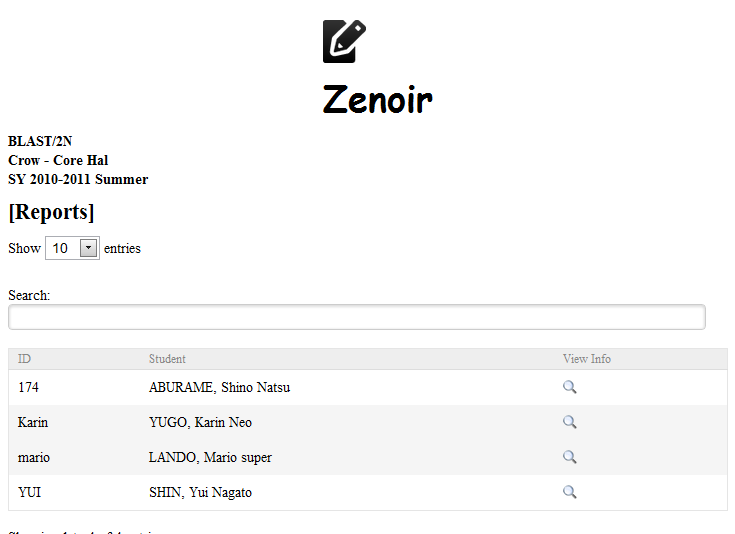 Zenoir
BLAST/2N
Crow - Core Hal
SY 2010-2011 Summer
[Reports]
Show 10 entries
Search:
ID Student View Info
174 ABURAME, Shino Natsu
Karin YUGO, Karin Neo
mario LANDO, Mario super
YUI SHIN, Yui Nagato